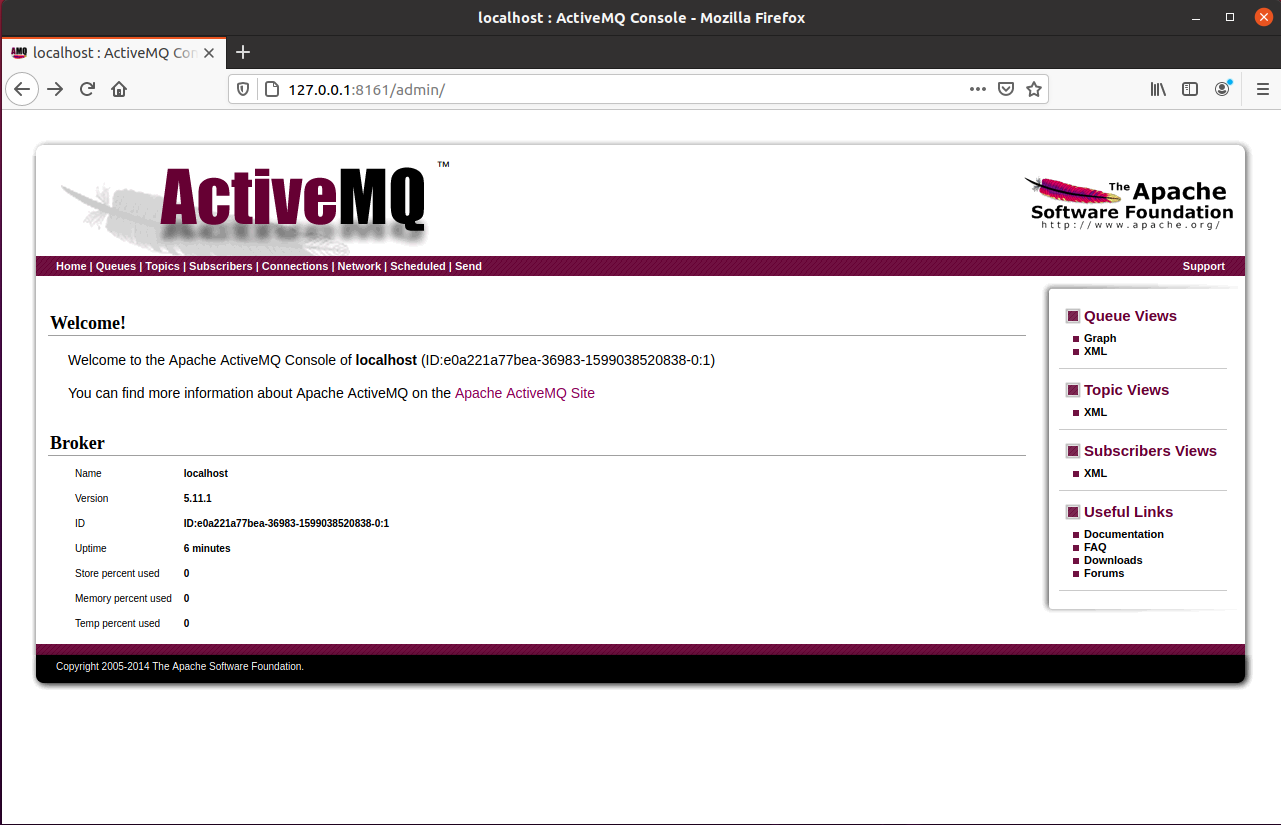 localhost : ActiveMQ Console - Mozilla Firefox
AMQ localhost : ActiveMQ Con
127.0.0.1:8161/admin/
ActiveMQ ™
The Apache
Software Foundation
http://www.apache.org/
Home | Queues | Topics | Subscribers | Connections | Network | Scheduled | Send
Support
Welcome!
Welcome to the Apache ActiveMQ Console of localhost (ID:e0a221a77bea-36983-1599038520838-0:1)
You can find more information about Apache ActiveMQ on the Apache ActiveMQ Site
Broker
Name localhost
Version 5.11.1
ID ID:e0a221a77bea-36983-1599038520838-0:1
Uptime 6 minutes
Store percent used 0
Memory percent used 0
Temp percent used 0
Queue Views
Graph
XML
Topic Views
XML
Subscribers Views
XML
Useful Links
Documentation
FAQ
Downloads
Forums
Copyright 2005-2014 The Apache Software Foundation.